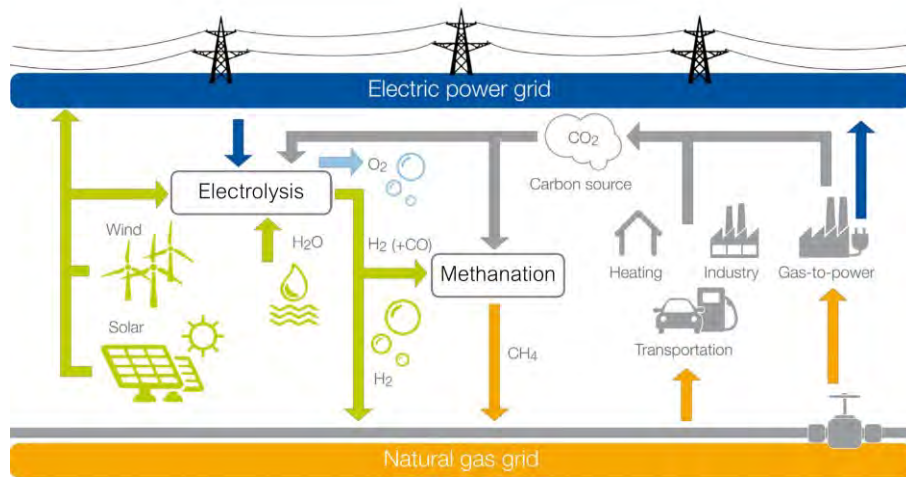 Electric power grid
CO₂
O₂
Carbon source
Electrolysis
Wind
H₂O
H₂ (+CO)
Methanation
Heating
Industry
Gas-to-power
Solar
Transportation
CH₄
H₂
Natural gas grid